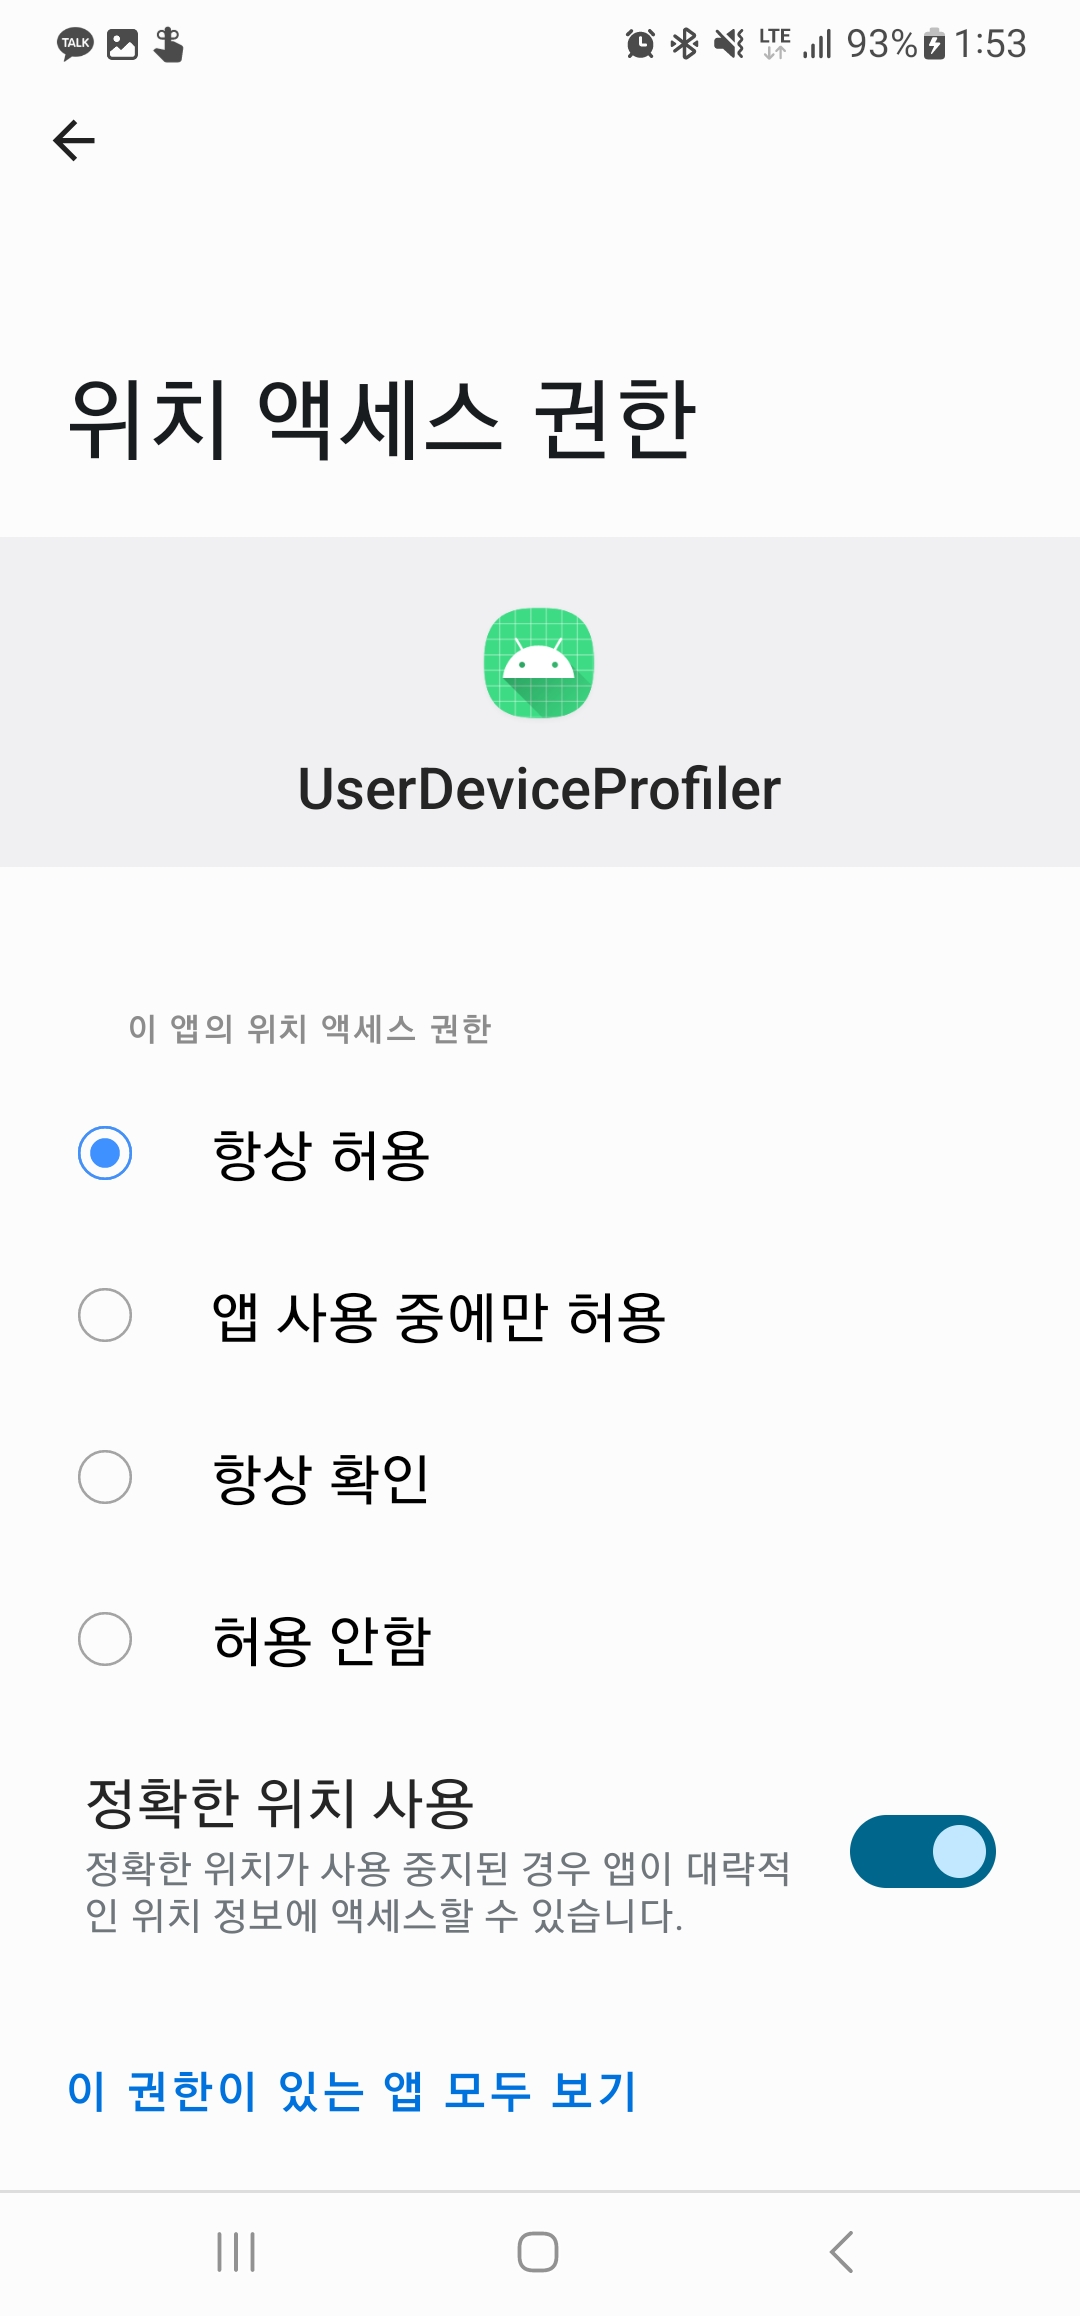 TALK LTE 93% 1:53
위치 액세스 권한
UserDeviceProfiler
이 앱의 위치 액세스 권한
항상 허용
앱 사용 중에만 허용
항상 확인
허용 안함
정확한 위치 사용
정확한 위치가 사용 중지된 경우 앱이 대략적
인 위치 정보에 액세스할 수 있습니다.
이 권한이 있는 앱 모두 보기